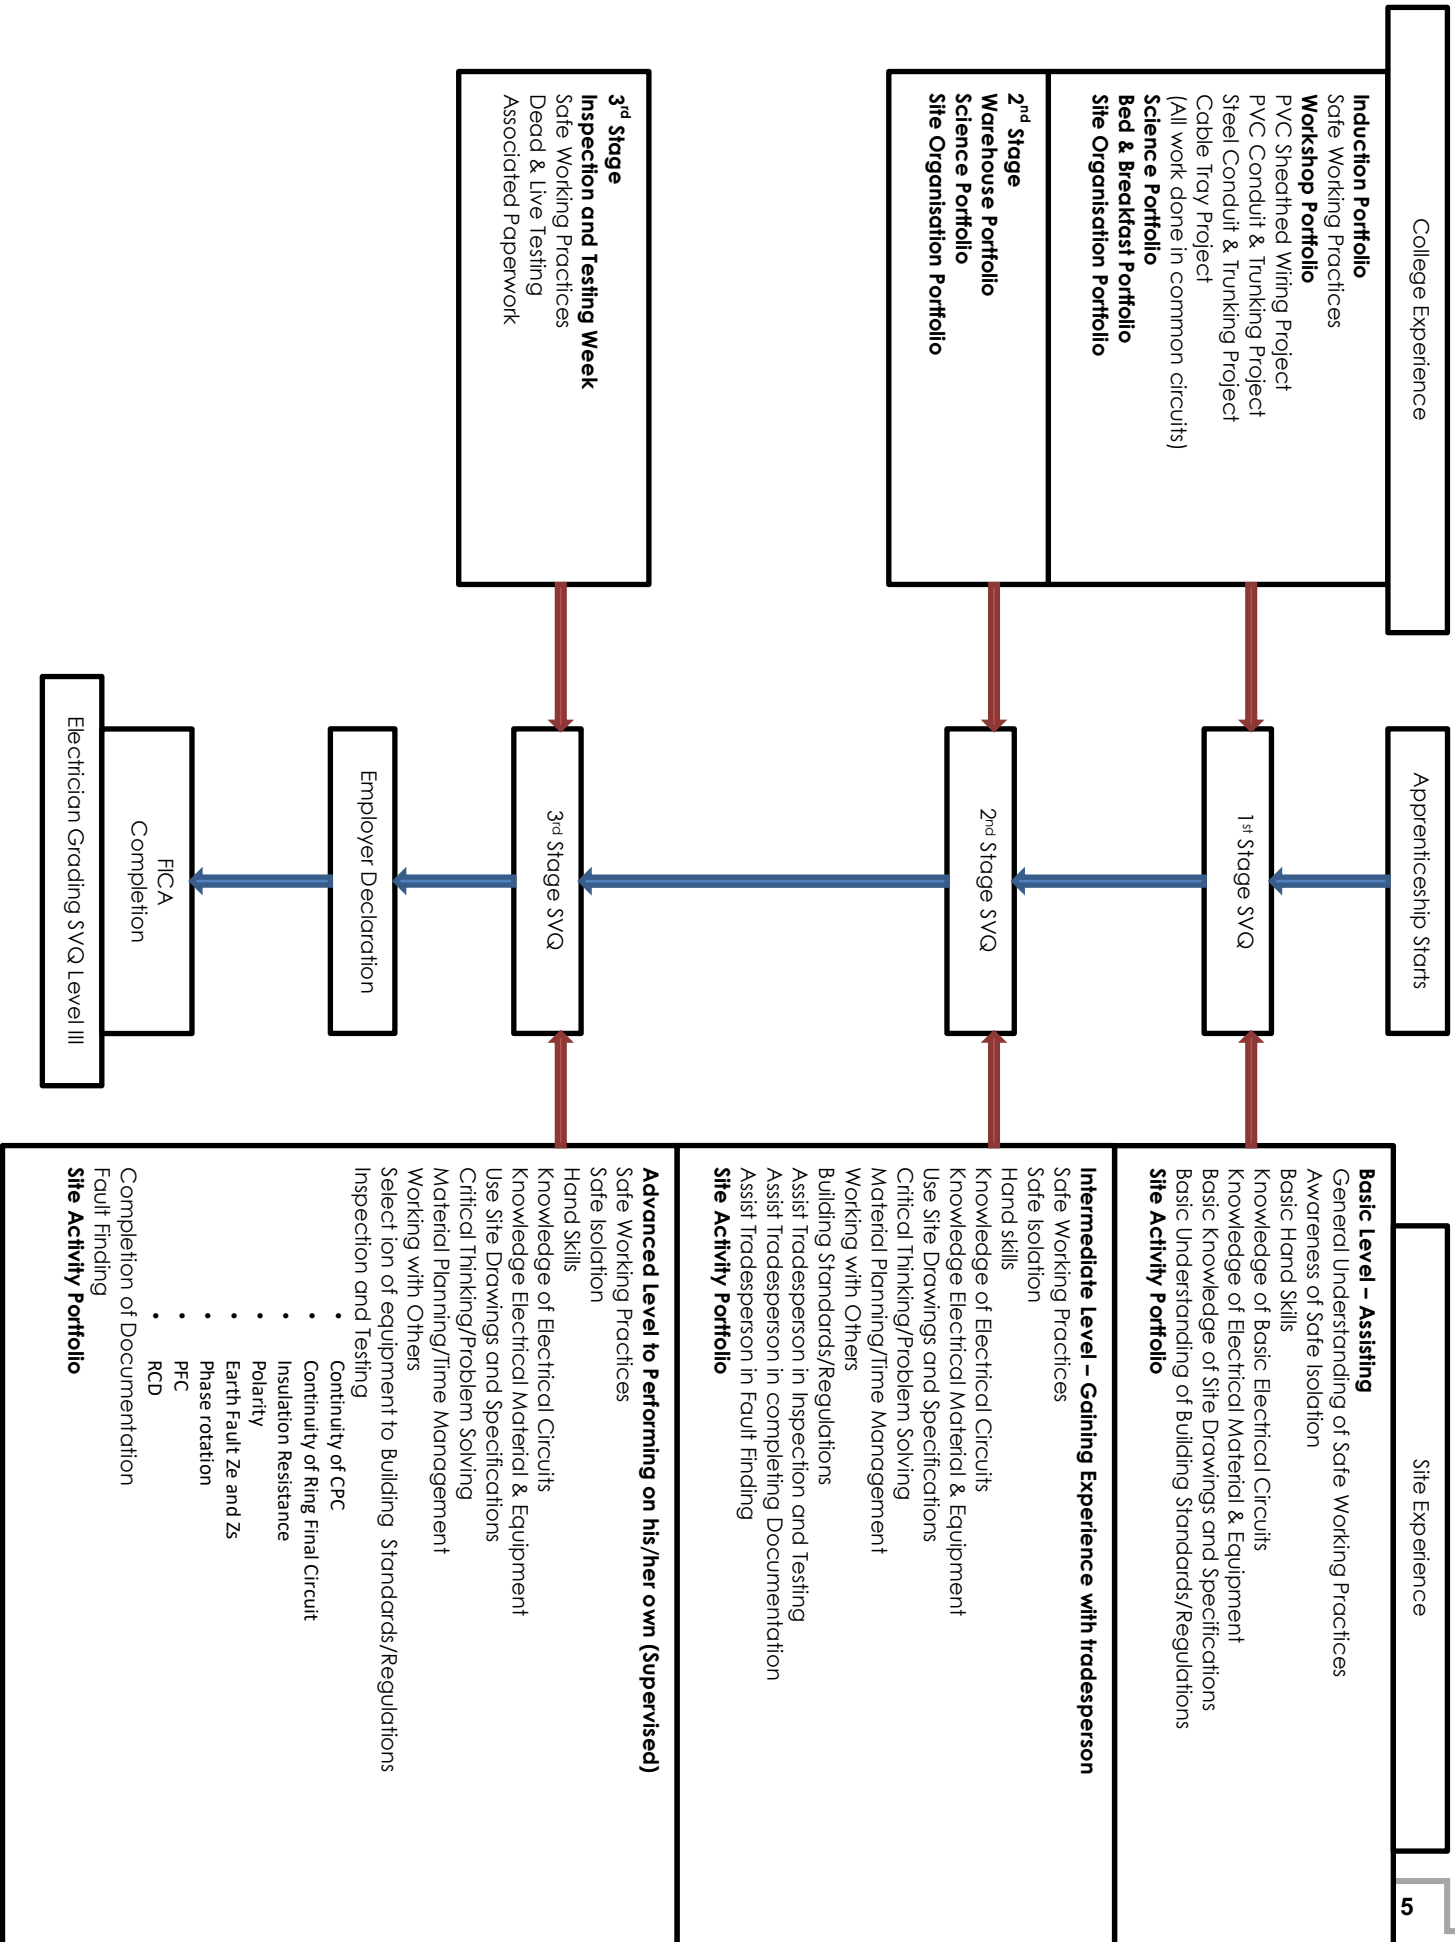 College Experience
Induction Portfolio
Safe Working Practices
Workshop Portfolio
PVC Sheathed Wiring Project
PVC Conduit & Trunking Project
Steel Conduit & Trunking Project
Cable Tray Project
(All work done in common circuits)
Science Portfolio
Bed & Breakfast Portfolio
Site Organisation Portfolio
2nd Stage
Warehouse Portfolio
Science Portfolio
Site Organisation Portfolio
3rd Stage
Inspection and Testing Week
Safe Working Practices
Dead & Live Testing
Associated Paperwork
Apprenticeship Starts
1st Stage SVQ
2nd Stage SVQ
3rd Stage SVQ
Employer Declaration
FICA
Completion
Electrician Grading SVQ Level III
Site Experience
Basic Level – Assisting
General Understanding of Safe Working Practices
Awareness of Safe Isolation
Basic Hand Skills
Knowledge of Basic Electrical Circuits
Knowledge of Electrical Material & Equipment
Basic Knowledge of Site Drawings and Specifications
Basic Understanding of Building Standards/Regulations
Site Activity Portfolio
Intermediate Level – Gaining Experience with tradesperson
Safe Working Practices
Safe Isolation
Hand skills
Knowledge of Electrical Circuits
Knowledge Electrical Material & Equipment
Use Site Drawings and Specifications
Critical Thinking/Problem Solving
Material Planning/Time Management
Working with Others
Building Standards/Regulations
Assist Tradesperson in Inspection and Testing
Assist Tradesperson in completing Documentation
Assist Tradesperson in Fault Finding
Site Activity Portfolio
Advanced Level to Performing on his/her own (Supervised)
Safe Working Practices
Safe Isolation
Hand Skills
Knowledge of Electrical Circuits
Knowledge Electrical Material & Equipment
Use Site Drawings and Specifications
Critical Thinking/Problem Solving
Material Planning/Time Management
Working with Others
Select ion of equipment to Building Standards/Regulations
Inspection and Testing
• Continuity of CPC
• Continuity of Ring Final Circuit
• Insulation Resistance
• Polarity
• Earth Fault Ze and Zs
• Phase rotation
• PFC
• RCD
Completion of Documentation
Fault Finding
Site Activity Portfolio
5